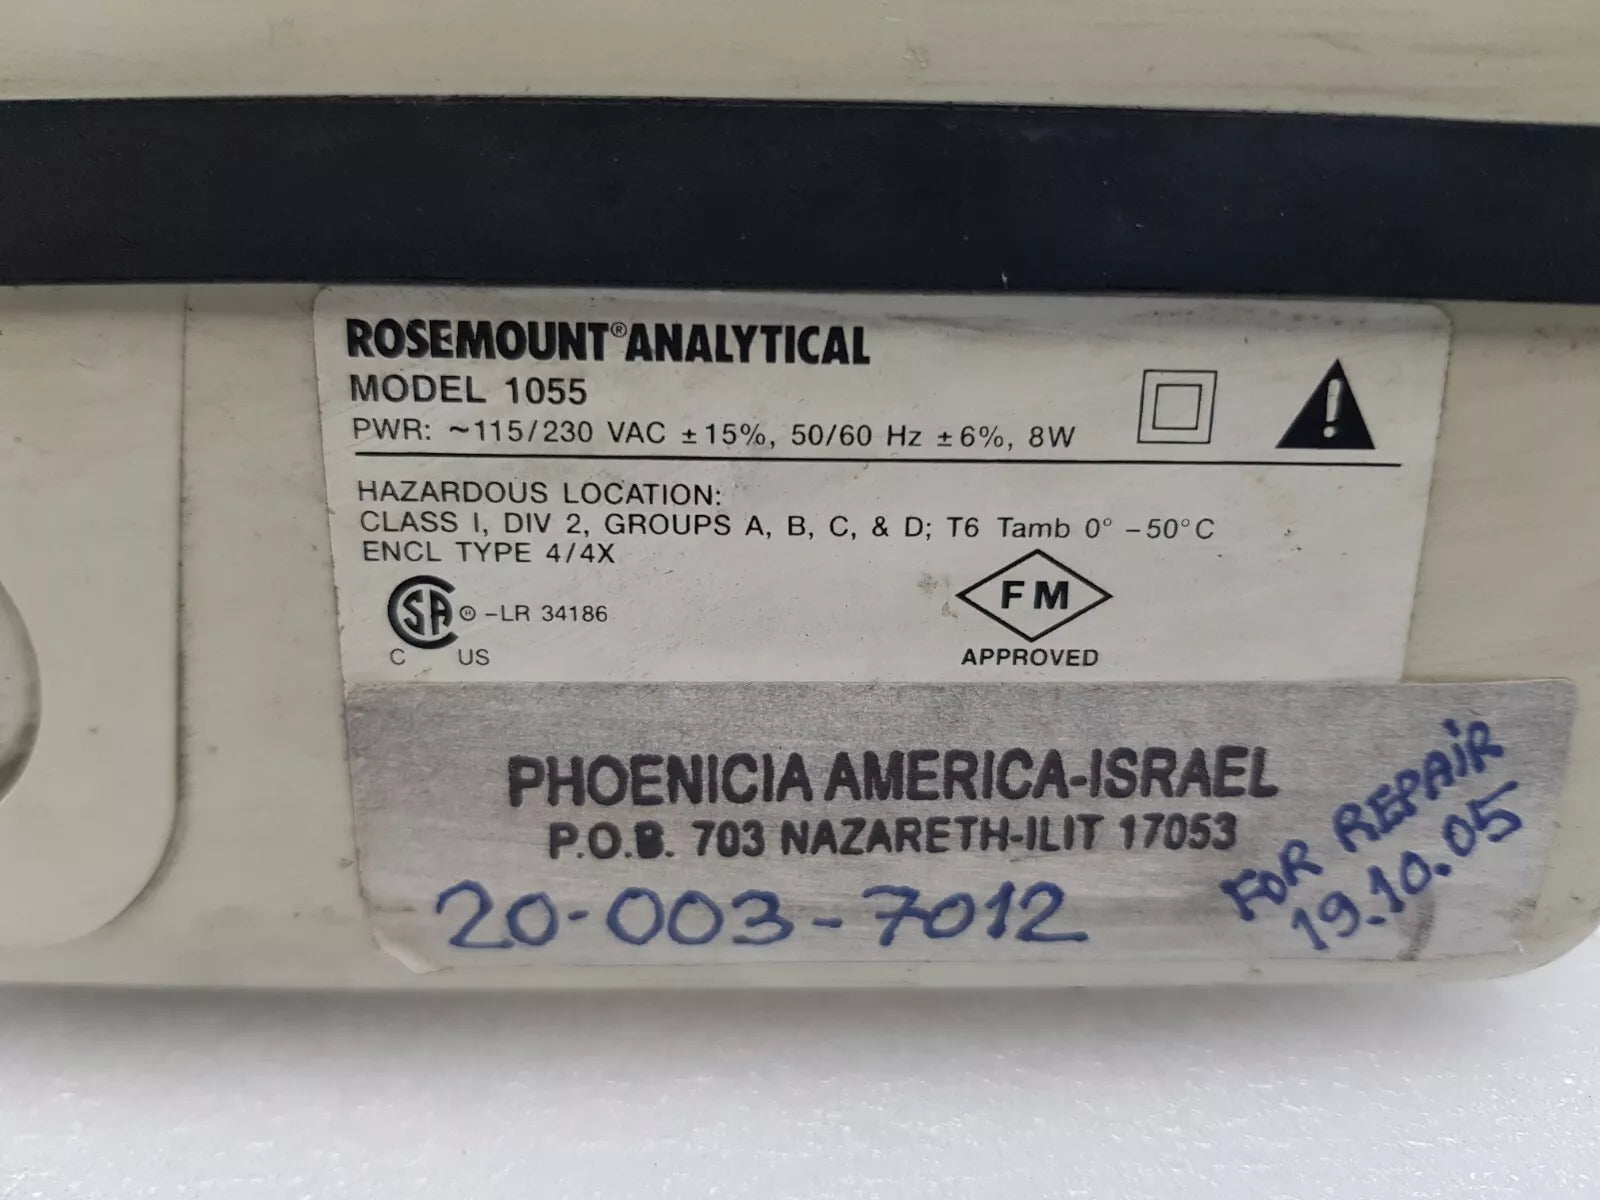 ROSEMOUNT® ANALYTICAL
MODEL 1055
PWR: ~115/230 VAC ±15%, 50/60 Hz ±6%, 8W
HAZARDOUS LOCATION:
CLASS I, DIV 2, GROUPS A, B, C, & D; T6 Tamb 0° –50°C
ENCL TYPE 4/4X
SA ® –LR 34186
C US
FM
APPROVED
PHOENICIA AMERICA-ISRAEL
P.O.B. 703 NAZARETH-ILIT 17053
20-003-7012
FOR REPAIR
19.10.05